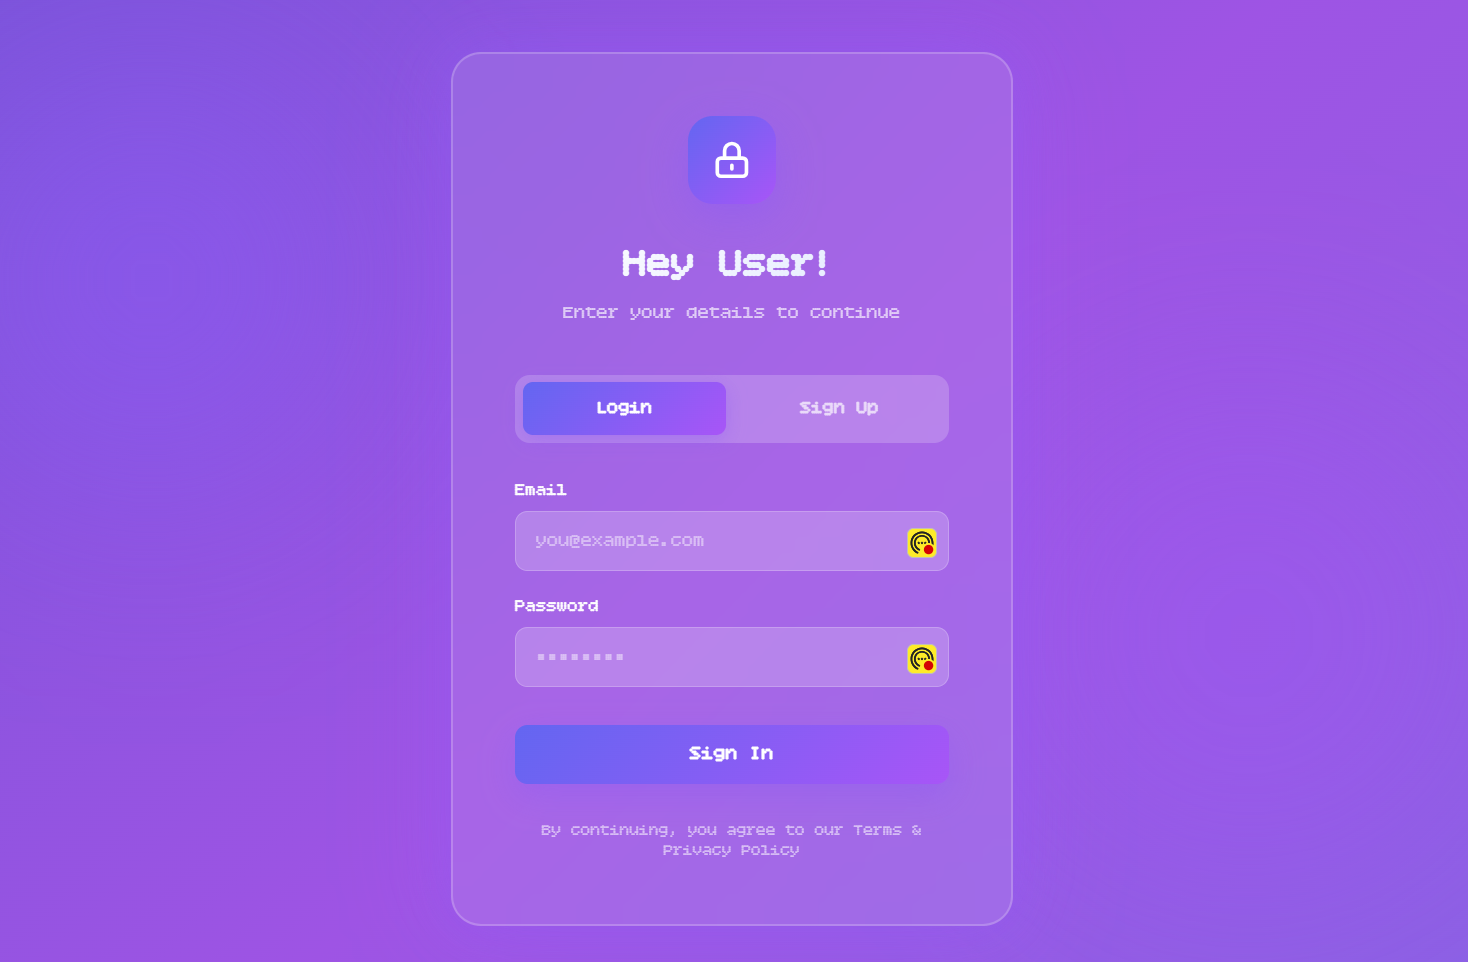 Hey User!
Enter your details to continue
Login
Sign Up
Email
you@example.com
Password
Sign In
By continuing, you agree to our Terms &
Privacy Policy